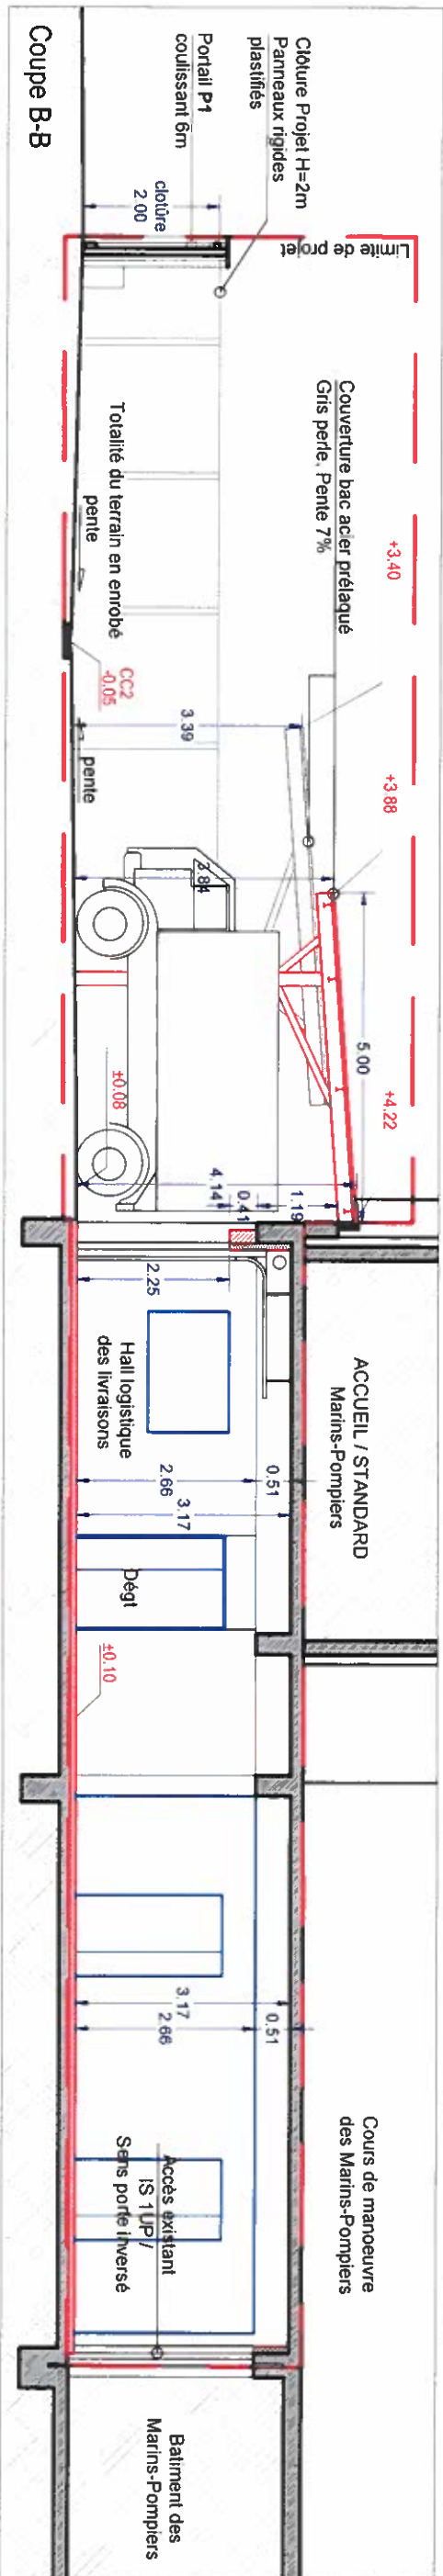 Coupe B-B
Clôture Projet H=2m
Panneaux rigides
plastifiés
Portail P1
coulissant 6m
clotûre
2.00
Limite de projet
Couverture bac acier prélaqué
Gris perle, Pente 7%
Totalité du terrain en enrobé
pente
CC2
-0.05
pente
+3.40
+3.88
+4.22
3.39
3.84
5.00
±0.08
4.14
0.41
1.19
2.25
Hall logistique
des livraisons
2.66
3.17
0.51
ACCUEIL / STANDARD
Marins-Pompiers
Dégt
±0.10
3.17
2.66
0.51
Cours de manoeuvre
des Marins-Pompiers
Accès existant
IS 1UP /
Sens porte inversé
Batiment des
Marins-Pompiers